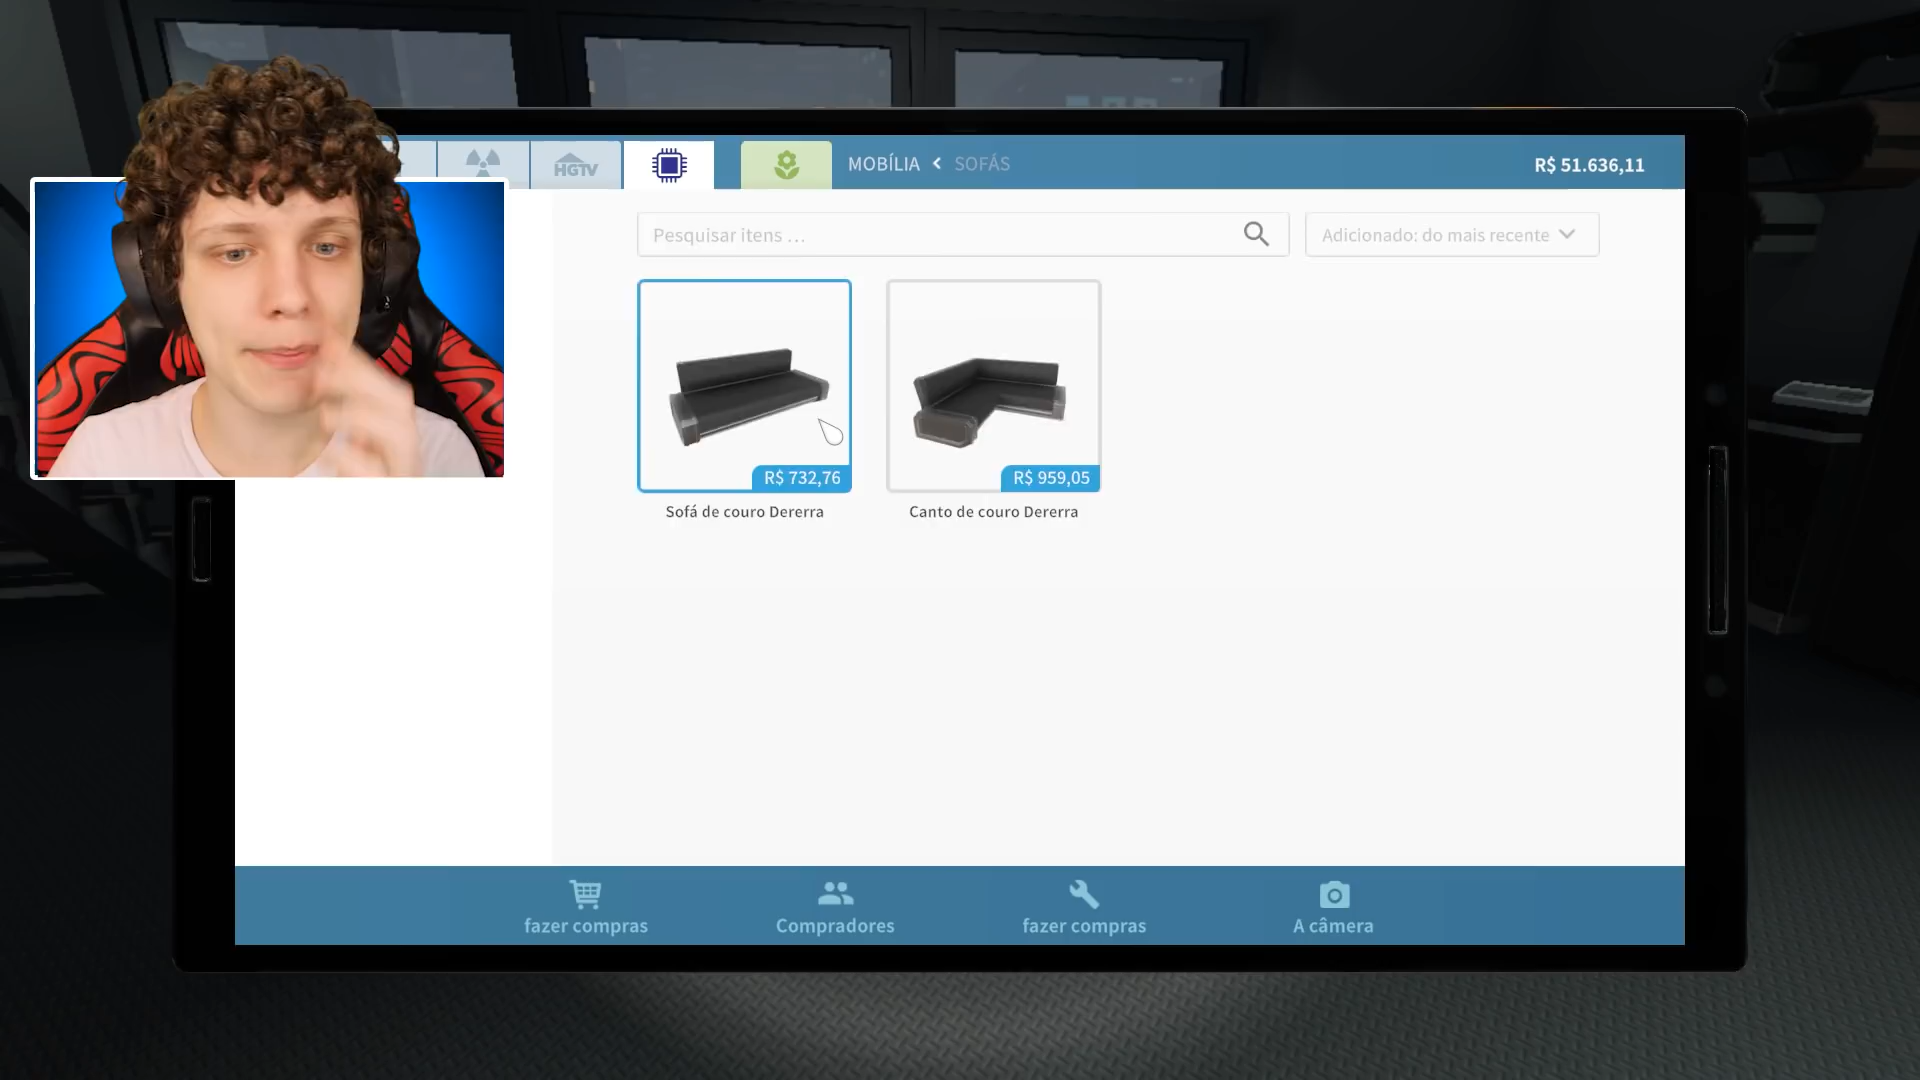 HGTV
MOBÍLIA < SOFÁS
R$ 51.636,11
Pesquisar itens ...
Adicionado: do mais recente
R$ 732,76
R$ 959,05
Sofá de couro Dererra
Canto de couro Dererra
fazer compras
Compradores
fazer compras
A câmera